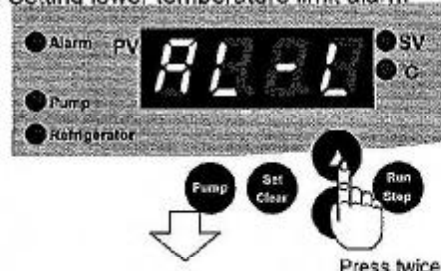 Setting lower temperature limit alarm
Alarm PV AL-L SV
C
Pump
Refrigerator
Pump Set Clear Run Stop
Press twice